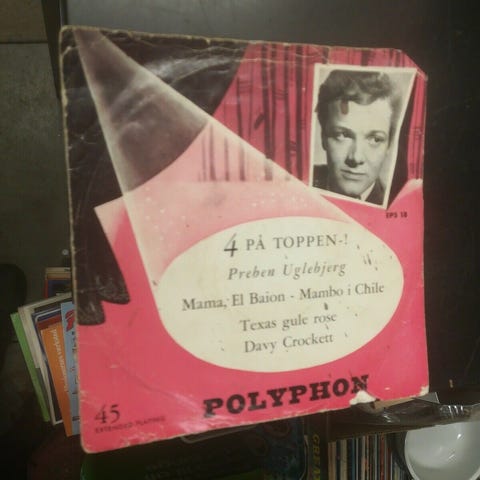 EPS 18
4 PÅ TOPPEN-!
Preben Uglebjerg
Mama, El Baion - Mambo i Chile
Texas gule rose
Davy Crockett
POLYPHON
45
EXTENDED PLAYING